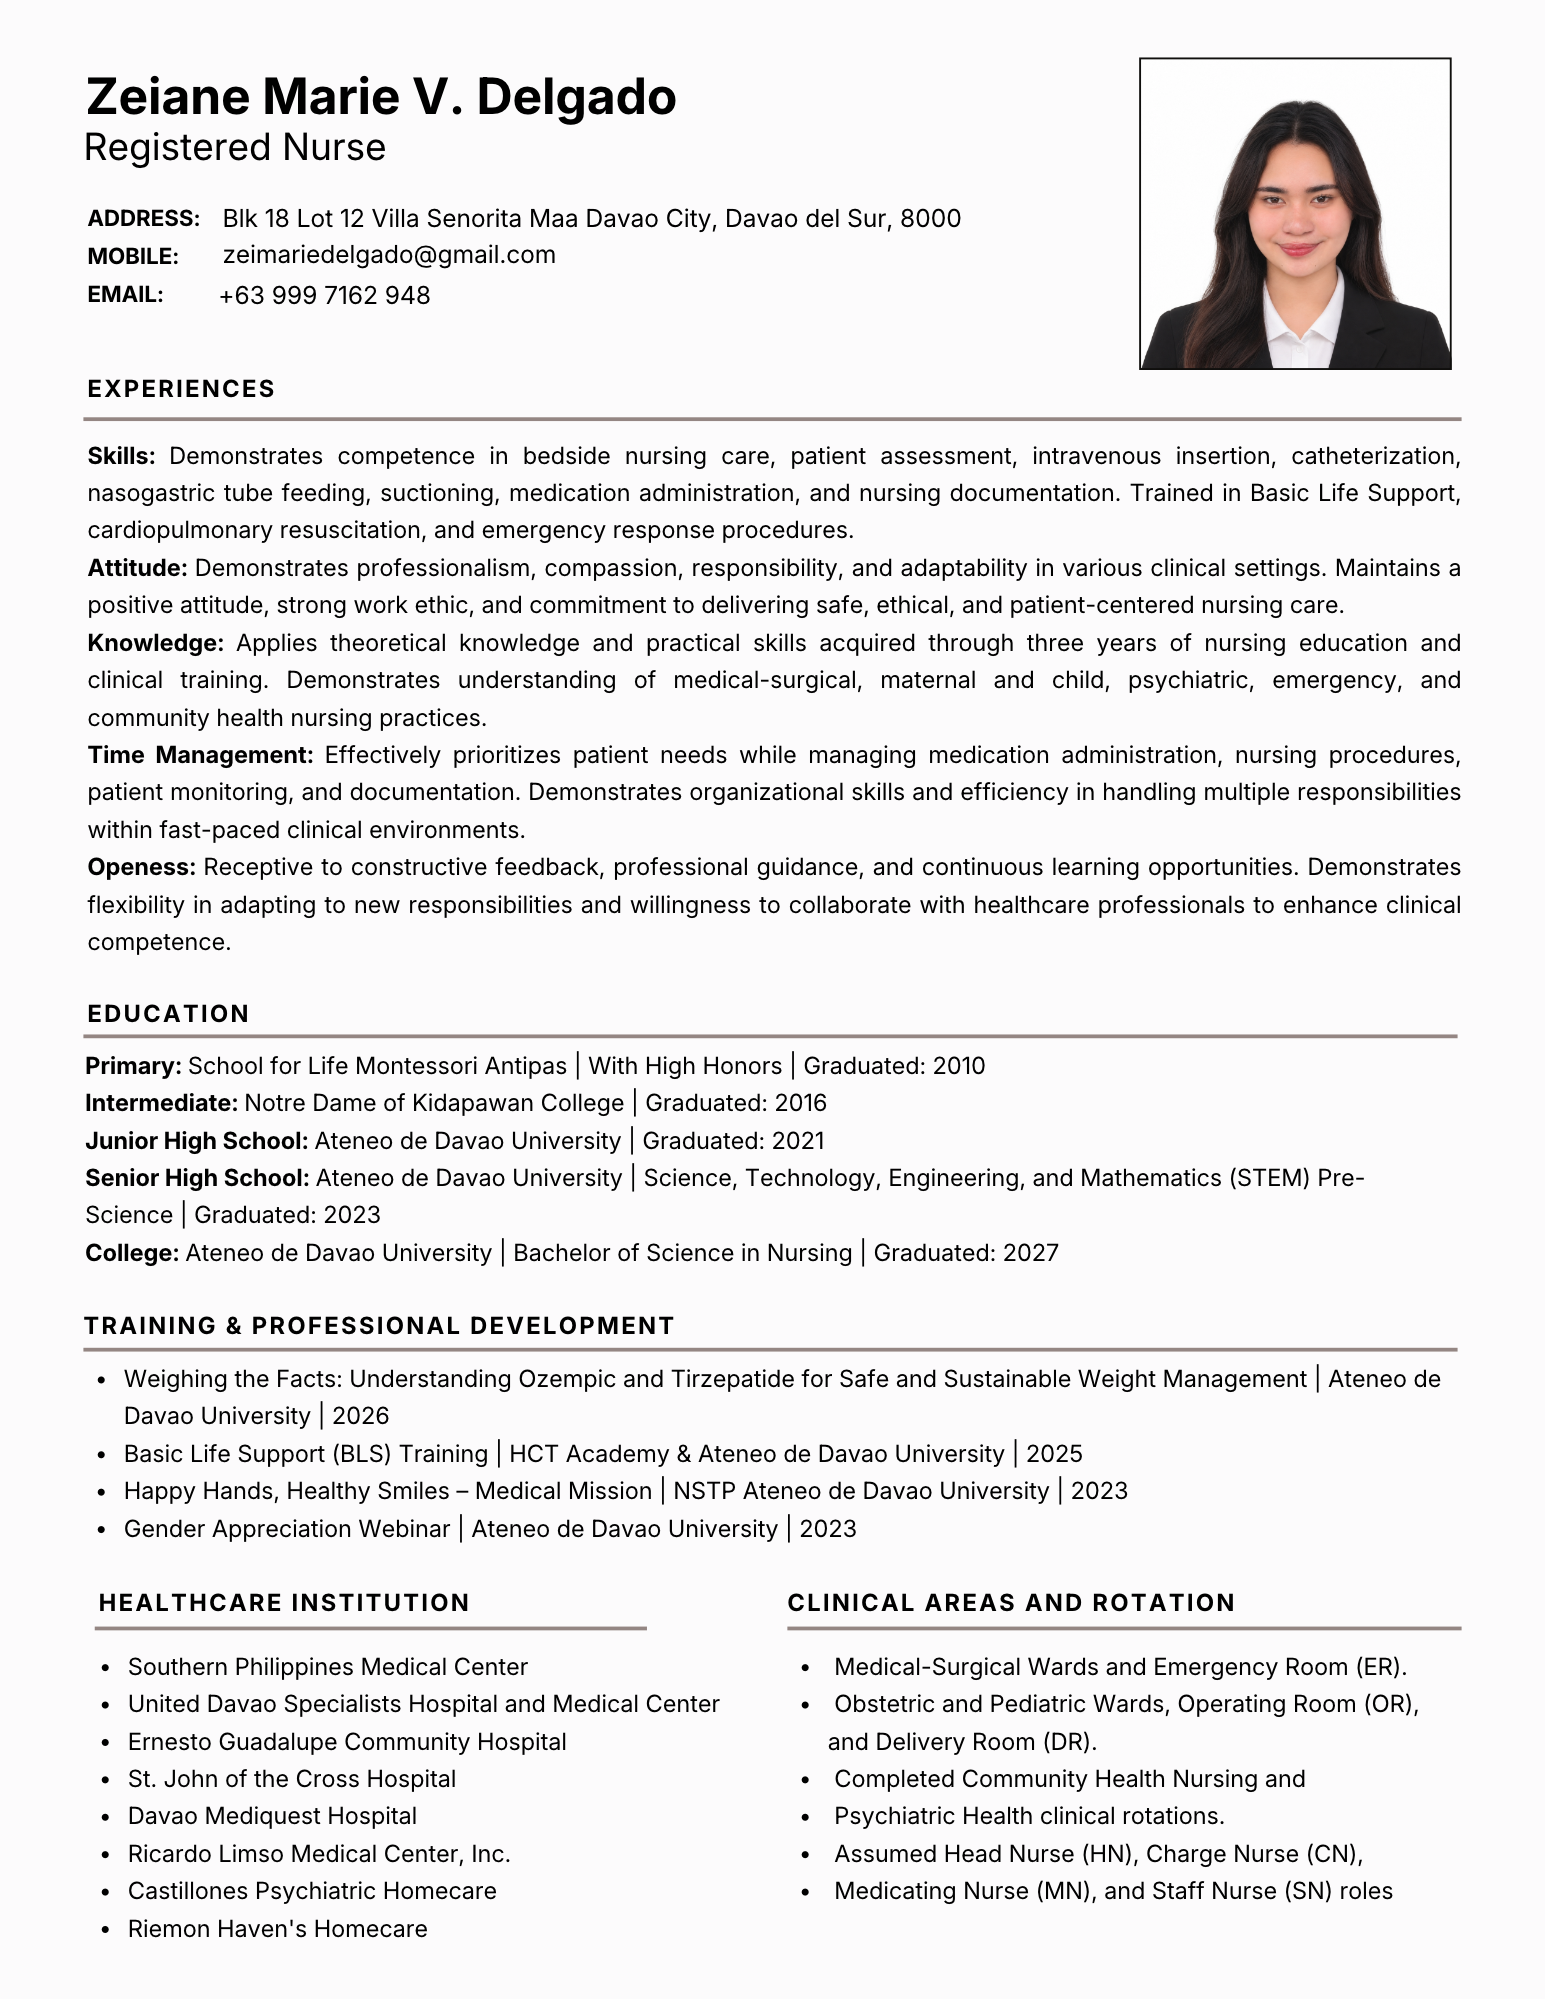 Zeiane Marie V. Delgado
Registered Nurse
ADDRESS: Blk 18 Lot 12 Villa Senorita Maa Davao City, Davao del Sur, 8000
MOBILE: zeimariedelgado@gmail.com
EMAIL: +63 999 7162 948
EXPERIENCES
Skills: Demonstrates competence in bedside nursing care, patient assessment, intravenous insertion, catheterization,
nasogastric tube feeding, suctioning, medication administration, and nursing documentation. Trained in Basic Life Support,
cardiopulmonary resuscitation, and emergency response procedures.
Attitude: Demonstrates professionalism, compassion, responsibility, and adaptability in various clinical settings. Maintains a
positive attitude, strong work ethic, and commitment to delivering safe, ethical, and patient-centered nursing care.
Knowledge: Applies theoretical knowledge and practical skills acquired through three years of nursing education and
clinical training. Demonstrates understanding of medical-surgical, maternal and child, psychiatric, emergency, and
community health nursing practices.
Time Management: Effectively prioritizes patient needs while managing medication administration, nursing procedures,
patient monitoring, and documentation. Demonstrates organizational skills and efficiency in handling multiple responsibilities
within fast-paced clinical environments.
Openess: Receptive to constructive feedback, professional guidance, and continuous learning opportunities. Demonstrates
flexibility in adapting to new responsibilities and willingness to collaborate with healthcare professionals to enhance clinical
competence.
EDUCATION
Primary: School for Life Montessori Antipas | With High Honors | Graduated: 2010
Intermediate: Notre Dame of Kidapawan College | Graduated: 2016
Junior High School: Ateneo de Davao University | Graduated: 2021
Senior High School: Ateneo de Davao University | Science, Technology, Engineering, and Mathematics (STEM) Pre-
Science | Graduated: 2023
College: Ateneo de Davao University | Bachelor of Science in Nursing | Graduated: 2027
TRAINING & PROFESSIONAL DEVELOPMENT
• Weighing the Facts: Understanding Ozempic and Tirzepatide for Safe and Sustainable Weight Management | Ateneo de
Davao University | 2026
• Basic Life Support (BLS) Training | HCT Academy & Ateneo de Davao University | 2025
• Happy Hands, Healthy Smiles – Medical Mission | NSTP Ateneo de Davao University | 2023
• Gender Appreciation Webinar | Ateneo de Davao University | 2023
HEALTHCARE INSTITUTION
• Southern Philippines Medical Center
• United Davao Specialists Hospital and Medical Center
• Ernesto Guadalupe Community Hospital
• St. John of the Cross Hospital
• Davao Mediquest Hospital
• Ricardo Limso Medical Center, Inc.
• Castillones Psychiatric Homecare
• Riemon Haven's Homecare
CLINICAL AREAS AND ROTATION
• Medical-Surgical Wards and Emergency Room (ER).
• Obstetric and Pediatric Wards, Operating Room (OR),
and Delivery Room (DR).
• Completed Community Health Nursing and
• Psychiatric Health clinical rotations.
• Assumed Head Nurse (HN), Charge Nurse (CN),
• Medicating Nurse (MN), and Staff Nurse (SN) roles